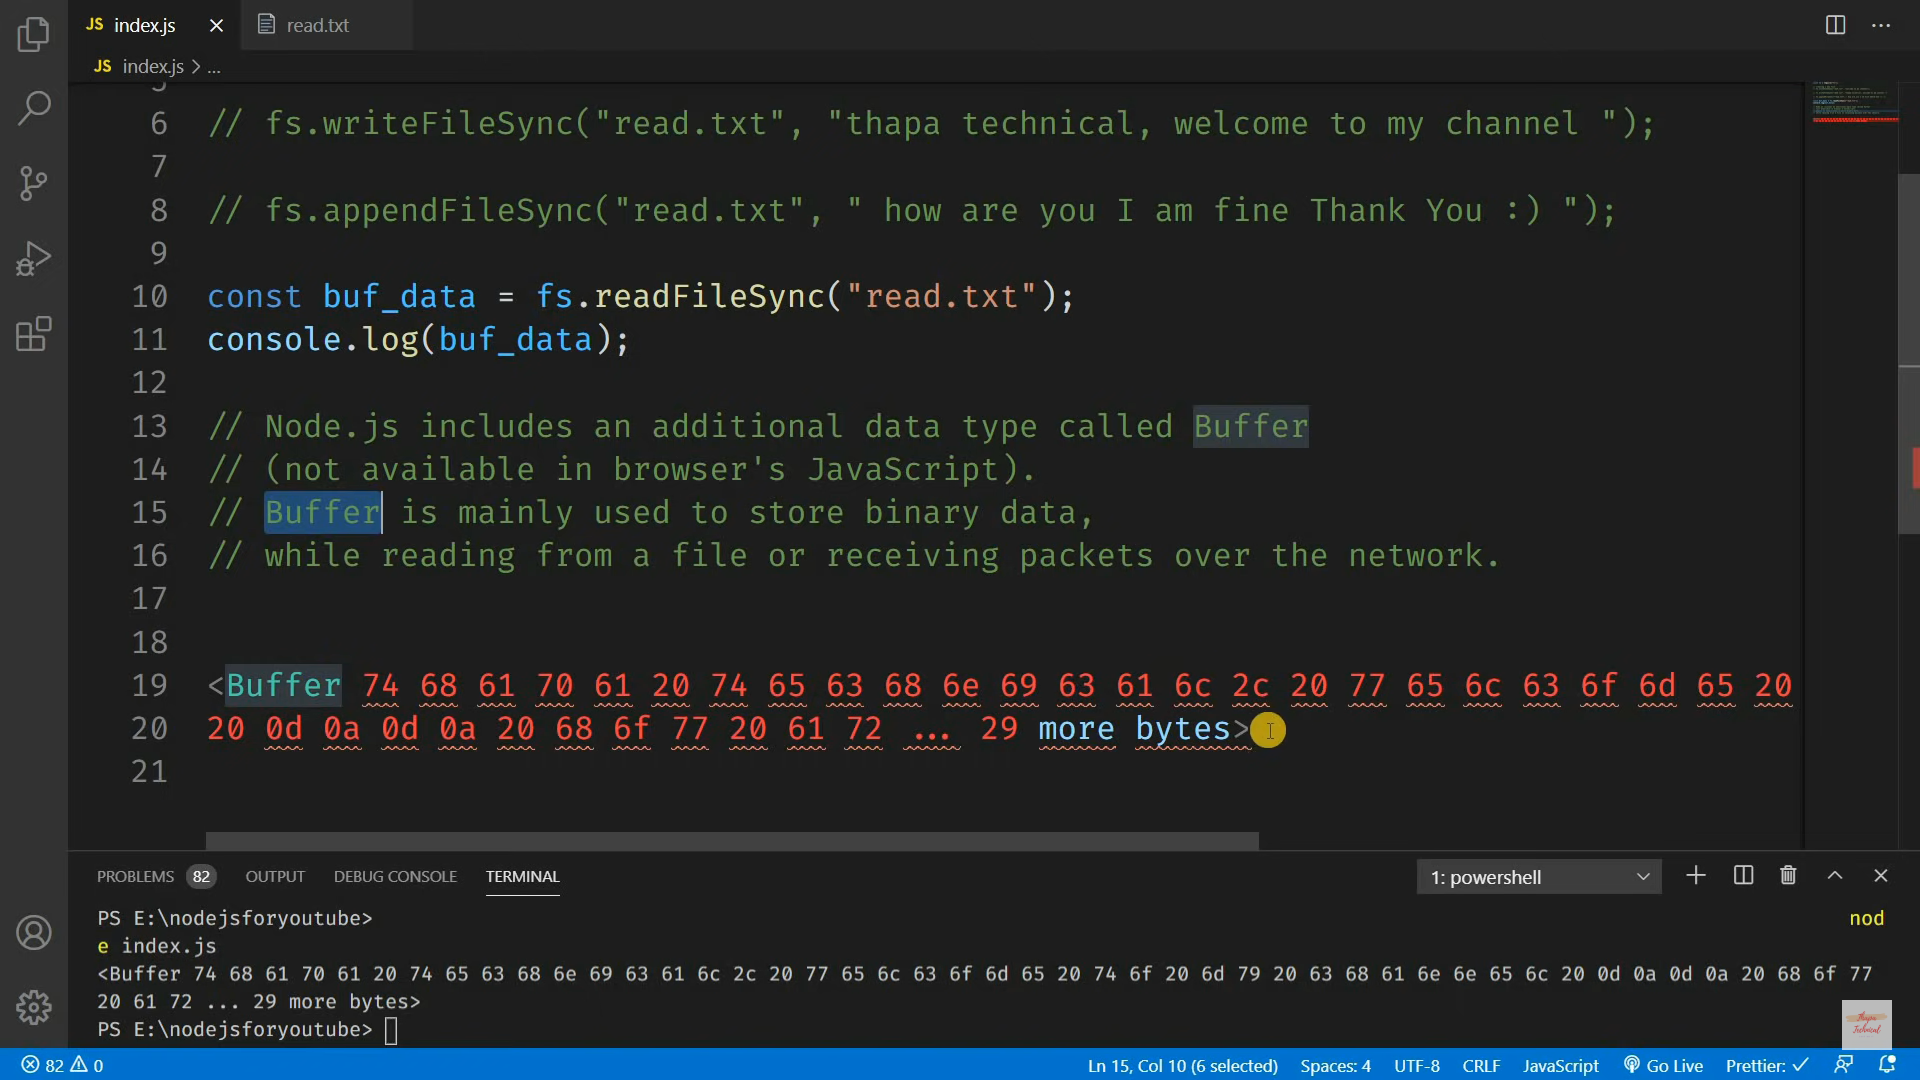 JS index.js
read.txt
JS index.js > ...
5
6 // fs.writeFileSync("read.txt", "thapa technical, welcome to my channel ");
7
8 // fs.appendFileSync("read.txt", " how are you I am fine Thank You :) ");
9
10 const buf_data = fs.readFileSync("read.txt");
11 console.log(buf_data);
12
13 // Node.js includes an additional data type called Buffer
14 // (not available in browser's JavaScript).
15 // Buffer is mainly used to store binary data,
16 // while reading from a file or receiving packets over the network.
17
18
19 <Buffer 74 68 61 70 61 20 74 65 63 68 6e 69 63 61 6c 2c 20 77 65 6c 63 6f 6d 65 20
20 20 0d 0a 0d 0a 20 68 6f 77 20 61 72 ... 29 more bytes>
21
PROBLEMS 82 OUTPUT DEBUG CONSOLE TERMINAL 1: powershell
PS E:\nodejsforyoutube> nod
e index.js
<Buffer 74 68 61 70 61 20 74 65 63 68 6e 69 63 61 6c 2c 20 77 65 6c 63 6f 6d 65 20 74 6f 20 6d 79 20 63 68 61 6e 6e 65 6c 20 0d 0a 0d 0a 20 68 6f 77
20 61 72 ... 29 more bytes>
PS E:\nodejsforyoutube>
Thapa
Technical
82 0 Ln 15, Col 10 (6 selected) Spaces: 4 UTF-8 CRLF JavaScript Go Live Prettier: ✓